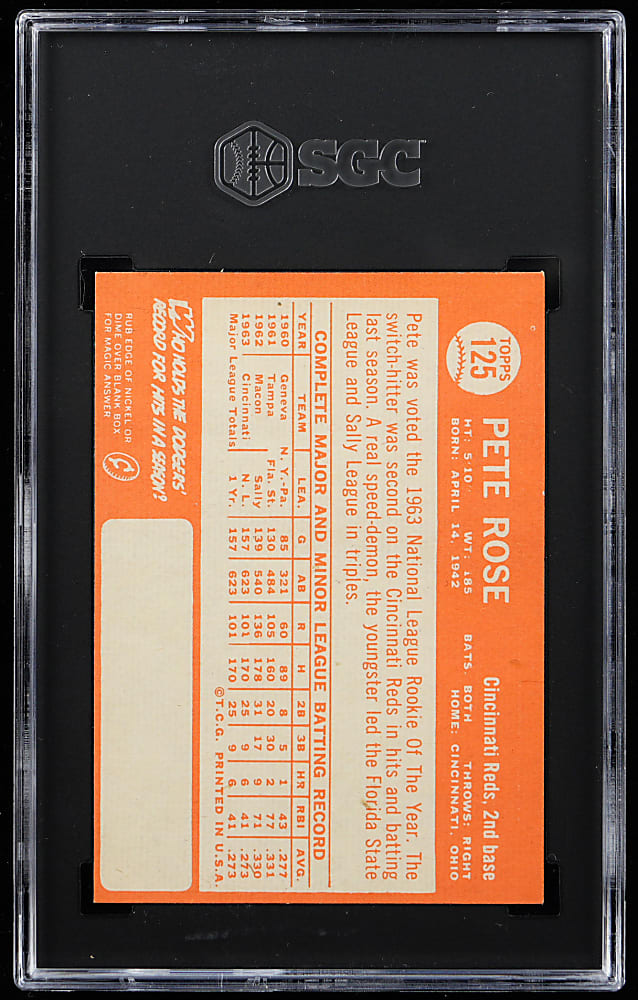 SGC
TOPPS
125
PETE ROSE
Cincinnati Reds, 2nd base
HT: 5'10" WT: 185 BATS: BOTH THROWS: RIGHT
BORN: APRIL 14, 1942 HOME: CINCINNATI, OHIO
Pete was voted the 1963 National League Rookie Of The Year. The
switch-hitter was second on the Cincinnati Reds in hits and batting
last season. A real speed-demon, the youngster led the Florida State
League and Sally League in triples.
COMPLETE MAJOR AND MINOR LEAGUE BATTING RECORD
YEAR TEAM LEA. G AB R H 2B 3B HR RBI AVG.
1960 Geneva N.Y.-Pa. 85 321 60 89 8 5 1 43 .277
1961 Tampa Fla. St. 130 484 105 160 20 30 2 77 .331
1962 Macon Sally 139 540 136 178 31 17 9 71 .330
1963 Cincinnati N. L. 157 623 101 170 25 9 6 41 .273
Major League Totals 1 Yr. 157 623 101 170 25 9 6 41 .273
©T.C.G. PRINTED IN U.S.A.
WHO HOLDS THE DODGERS'
RECORD FOR HITS IN A SEASON?
RUB EDGE OF NICKEL OR
DIME OVER BLANK BOX
FOR MAGIC ANSWER